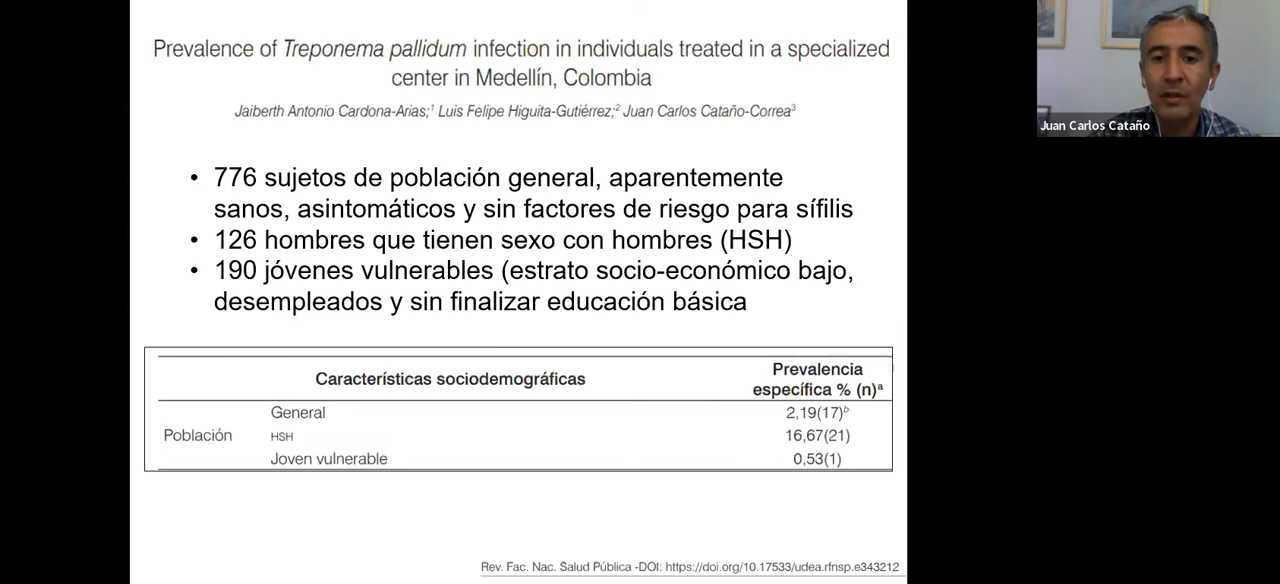 Prevalence of Treponema pallidum infection in individuals treated in a specialized
center in Medellín, Colombia
Jaiberth Antonio Cardona-Arias;¹ Luis Felipe Higuita-Gutiérrez;² Juan Carlos Cataño-Correa³
Juan Carlos Cataño
• 776 sujetos de población general, aparentemente
sanos, asintomáticos y sin factores de riesgo para sífilis
• 126 hombres que tienen sexo con hombres (HSH)
• 190 jóvenes vulnerables (estrato socio-económico bajo,
desempleados y sin finalizar educación básica
Características sociodemográficas
Prevalencia
específica % (n)ª
General 2,19(17)ᵇ
Población HSH 16,67(21)
Joven vulnerable 0,53(1)
Rev. Fac. Nac. Salud Pública -DOI: https://doi.org/10.17533/udea.rfnsp.e343212